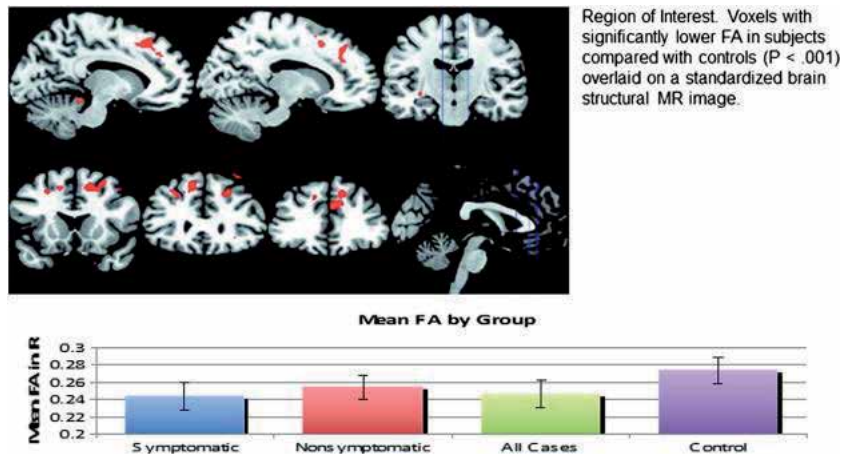 Region of Interest. Voxels with
significantly lower FA in subjects
compared with controls (P < .001)
overlaid on a standardized brain
structural MR image.
Mean FA by Group
Mean FA in R
0.3
0.28
0.26
0.24
0.22
0.2
Symptomatic Nonsymptomatic All Cases Control